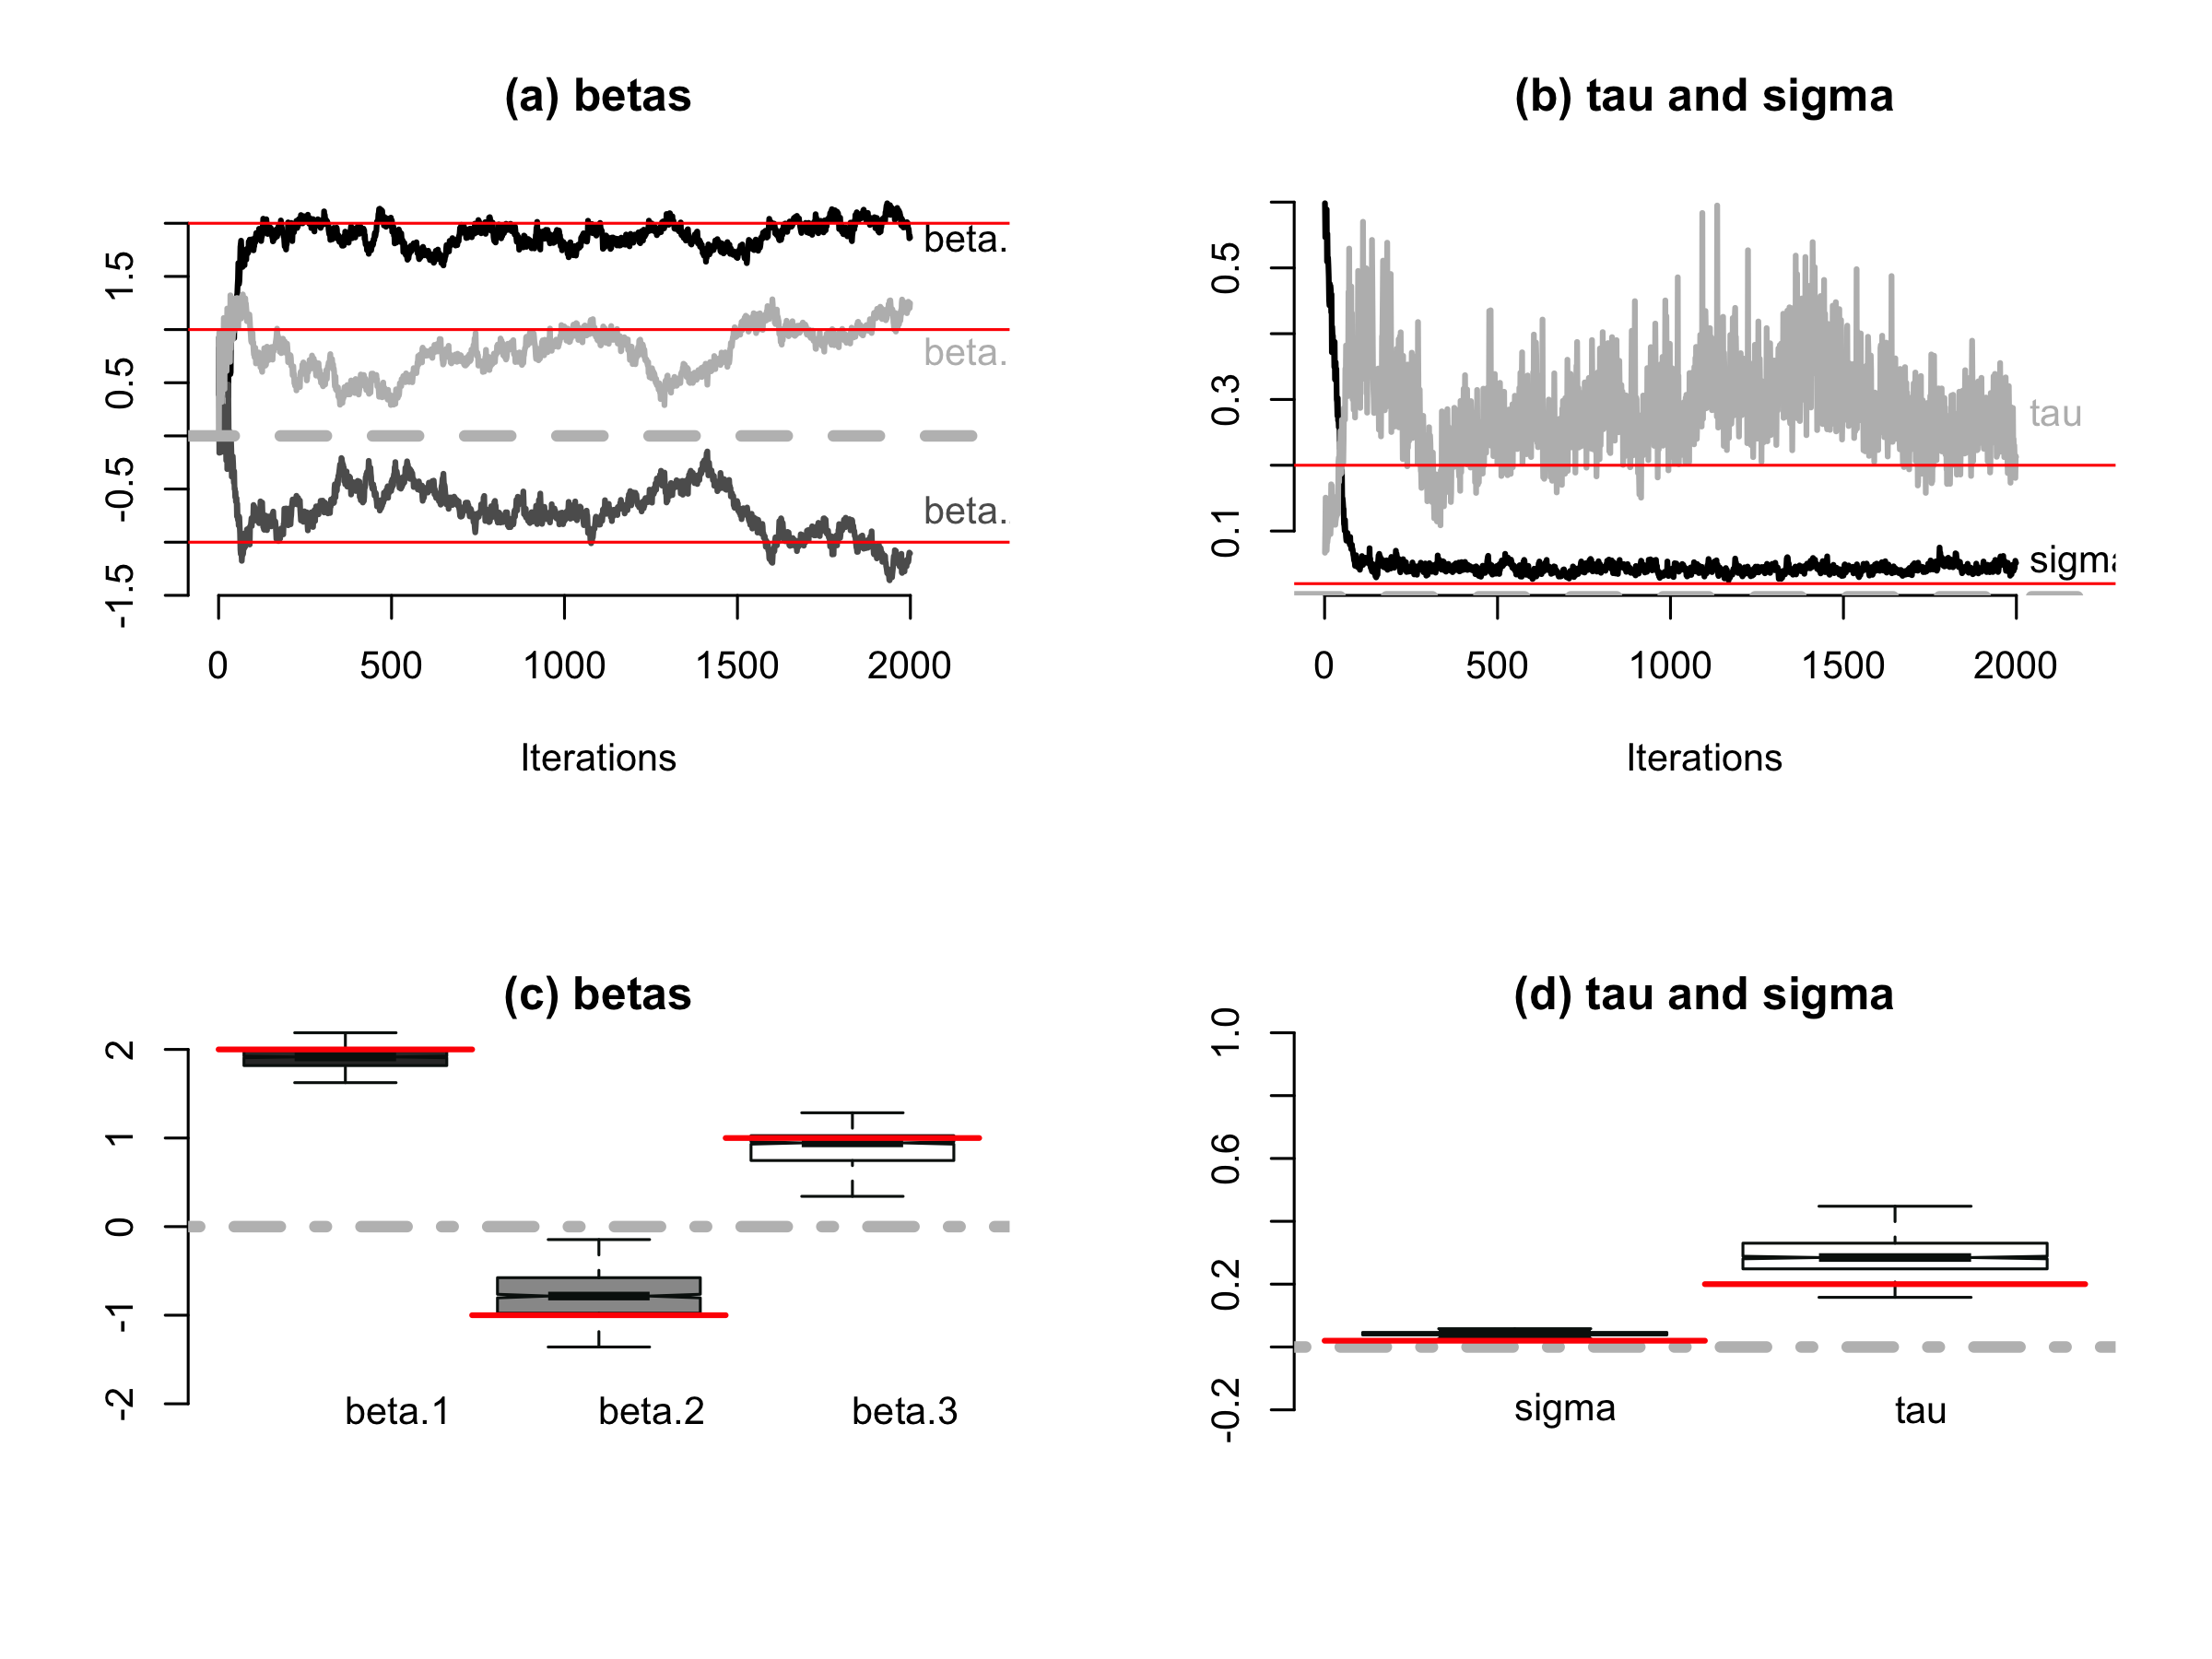 (a) betas
1.5
0.5
-0.5
-1.5
beta.
beta.
beta.
0 500 1000 1500 2000
Iterations
(b) tau and sigma
0.5
0.3
0.1
tau
sigma
0 500 1000 1500 2000
Iterations
(c) betas
2
1
0
-1
-2
beta.1 beta.2 beta.3
(d) tau and sigma
1.0
0.6
0.2
-0.2
sigma tau